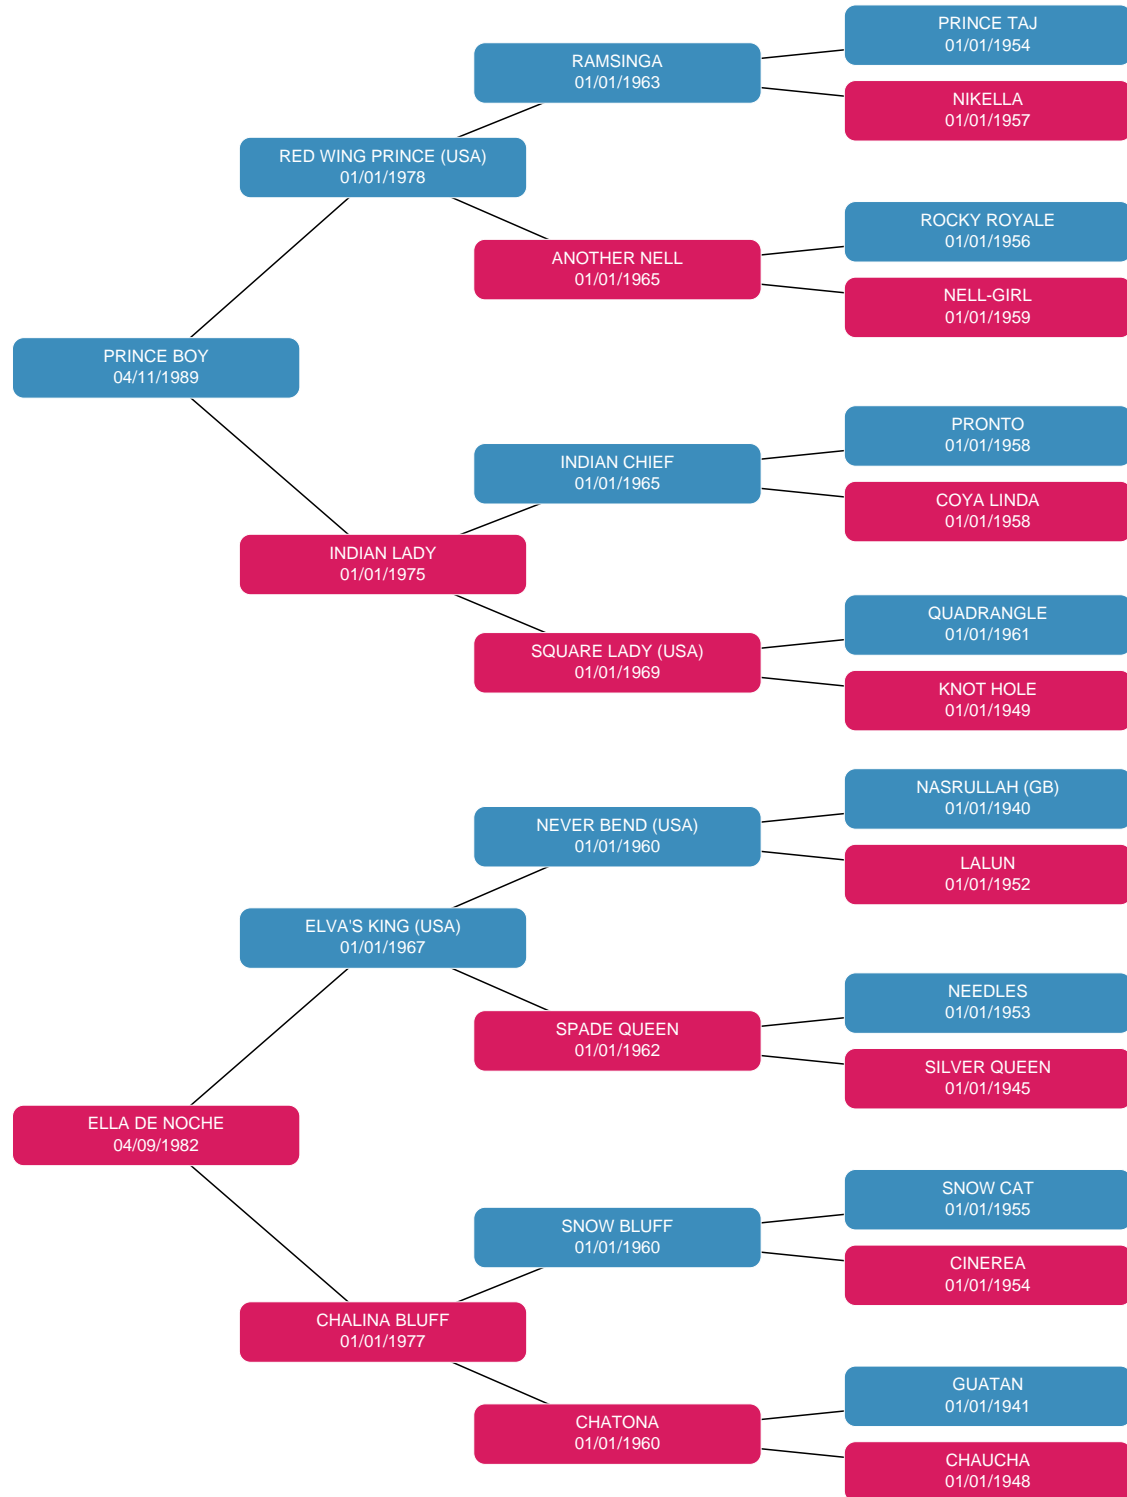 PRINCE TAJ
01/01/1954
RAMSINGA
01/01/1963
NIKELLA
01/01/1957
RED WING PRINCE (USA)
01/01/1978
ROCKY ROYALE
01/01/1956
ANOTHER NELL
01/01/1965
NELL-GIRL
01/01/1959
PRINCE BOY
04/11/1989
PRONTO
01/01/1958
INDIAN CHIEF
01/01/1965
COYA LINDA
01/01/1958
INDIAN LADY
01/01/1975
QUADRANGLE
01/01/1961
SQUARE LADY (USA)
01/01/1969
KNOT HOLE
01/01/1949
NASRULLAH (GB)
01/01/1940
NEVER BEND (USA)
01/01/1960
LALUN
01/01/1952
ELVA'S KING (USA)
01/01/1967
NEEDLES
01/01/1953
SPADE QUEEN
01/01/1962
SILVER QUEEN
01/01/1945
ELLA DE NOCHE
04/09/1982
SNOW CAT
01/01/1955
SNOW BLUFF
01/01/1960
CINEREA
01/01/1954
CHALINA BLUFF
01/01/1977
GUATAN
01/01/1941
CHATONA
01/01/1960
CHAUCHA
01/01/1948